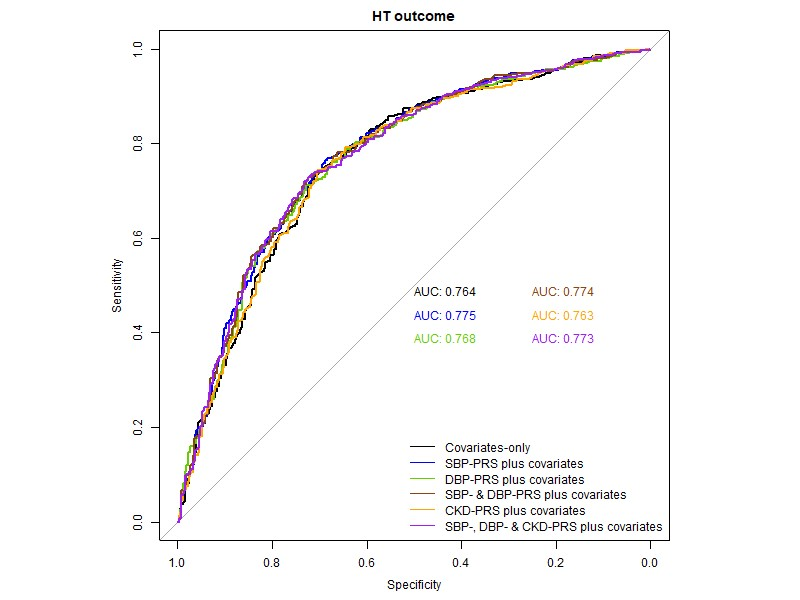 HT outcome
1.0
0.8
0.6
0.4
0.2
0.0
Sensitivity
AUC: 0.764
AUC: 0.774
AUC: 0.775
AUC: 0.763
AUC: 0.768
AUC: 0.773
Covariates-only
SBP-PRS plus covariates
DBP-PRS plus covariates
SBP- & DBP-PRS plus covariates
CKD-PRS plus covariates
SBP-, DBP- & CKD-PRS plus covariates
1.0 0.8 0.6 0.4 0.2 0.0
Specificity